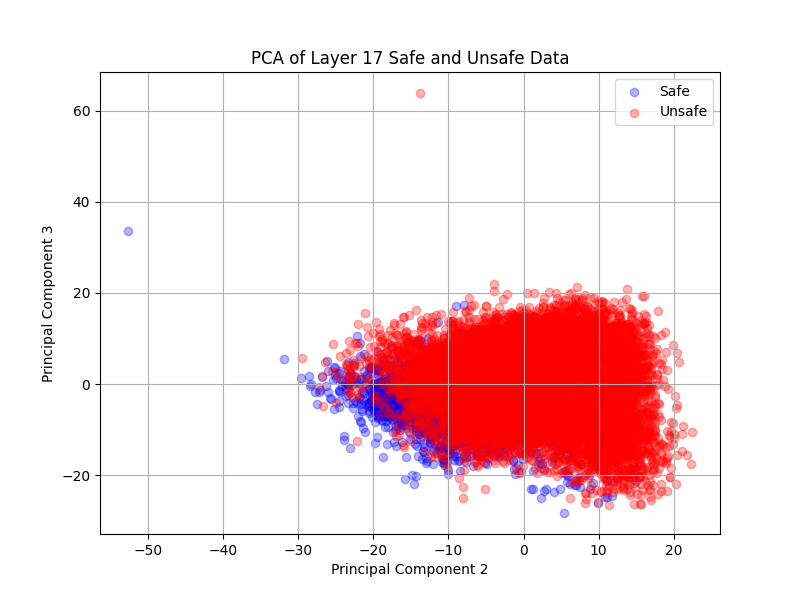 PCA of Layer 17 Safe and Unsafe Data
Safe
Unsafe
60
40
20
0
−20
Principal Component 3
−50
−40
−30
−20
−10
0
10
20
Principal Component 2